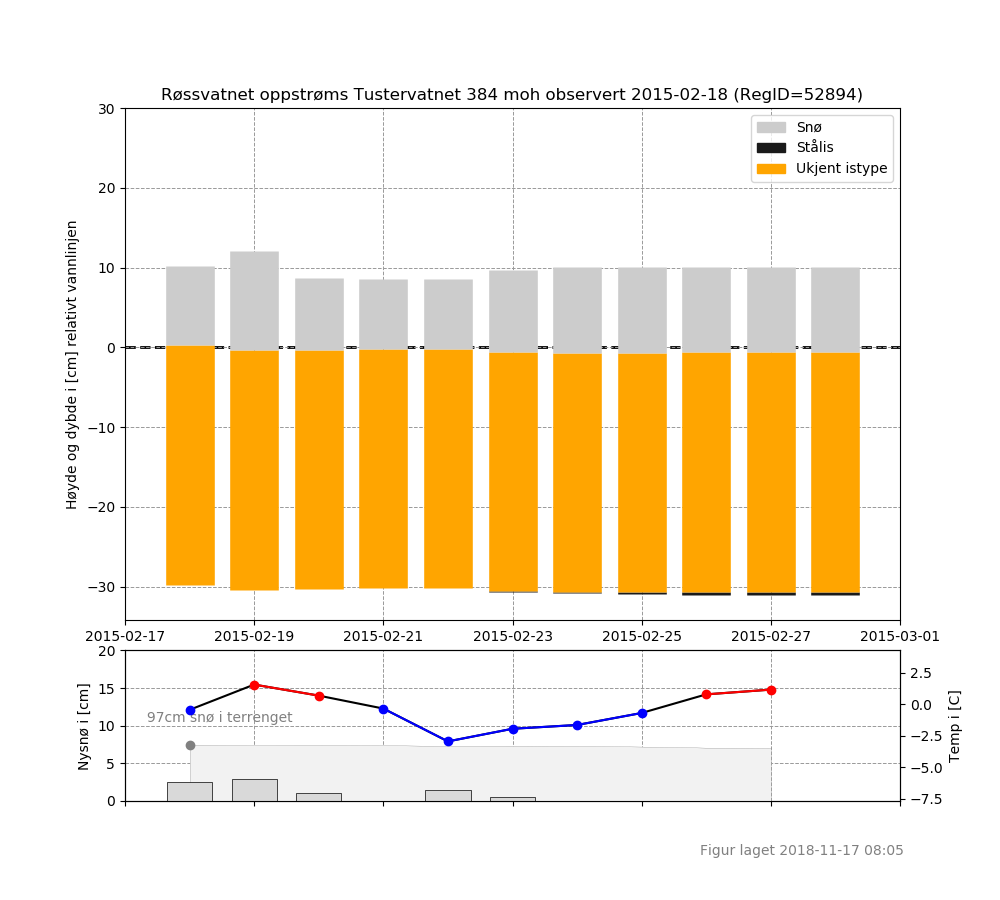 Røssvatnet oppstrøms Tustervatnet 384 moh observert 2015-02-18 (RegID=52894)
Snø
Stålis
Ukjent istype
Høyde og dybde i [cm] relativt vannlinjen
30
20
10
0
−10
−20
−30
2015-02-17 2015-02-19 2015-02-21 2015-02-23 2015-02-25 2015-02-27 2015-03-01
Nysnø i [cm]
20
15
10
5
0
97cm snø i terrenget
2.5
0.0
−2.5
−5.0
−7.5
Temp i [C]
Figur laget 2018-11-17 08:05